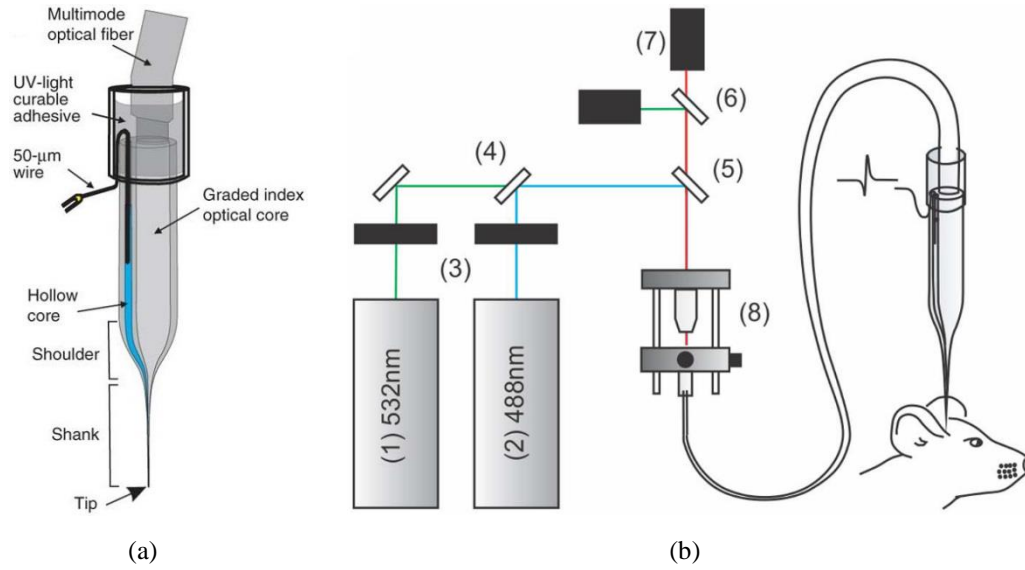 Multimode
optical fiber
UV-light
curable
adhesive
50-μm
wire
Graded index
optical core
Hollow
core
Shoulder
Shank
Tip
(a)
(7)
(6)
(4)
(5)
(3)
(8)
(1) 532nm
(2) 488nm
(b)